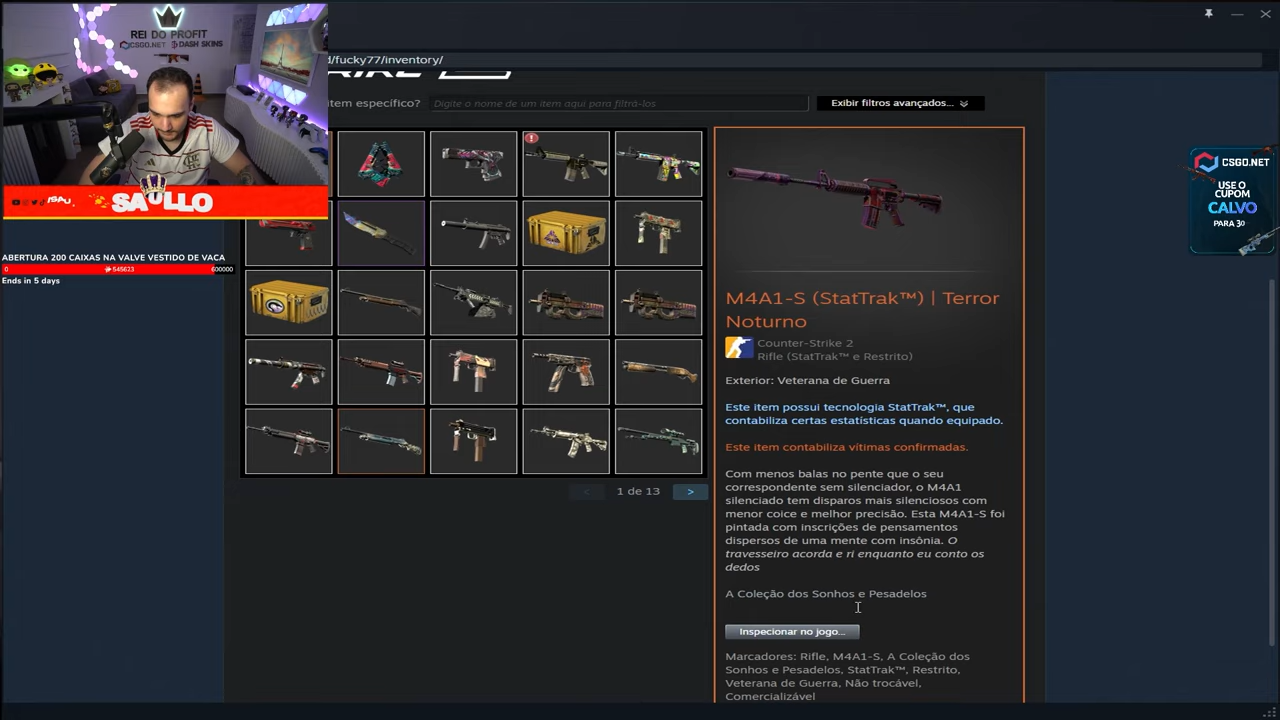 REI DO PROFIT
CSGO.NET DASH SKINS
SAULLO
ABERTURA 200 CAIXAS NA VALVE VESTIDO DE VACA
0 545623 600000
Ends in 5 days
/fucky77/inventory/
item específico?
Digite o nome de um item aqui para filtrá-los
Exibir filtros avançados...
1 de 13
M4A1-S (StatTrak™) | Terror
Noturno
Counter-Strike 2
Rifle (StatTrak™ e Restrito)
Exterior: Veterana de Guerra
Este item possui tecnologia StatTrak™, que
contabiliza certas estatísticas quando equipado.
Este item contabiliza vítimas confirmadas.
Com menos balas no pente que o seu
correspondente sem silenciador, o M4A1
silenciado tem disparos mais silenciosos com
menor coice e melhor precisão. Esta M4A1-S foi
pintada com inscrições de pensamentos
dispersos de uma mente com insônia. O
travesseiro acorda e ri enquanto eu conto os
dedos
A Coleção dos Sonhos e Pesadelos
Inspecionar no jogo...
Marcadores: Rifle, M4A1-S, A Coleção dos
Sonhos e Pesadelos, StatTrak™, Restrito,
Veterana de Guerra, Não trocável,
Comercializável
CSGO.NET
USE O
CUPOM
CALVO
PARA 30